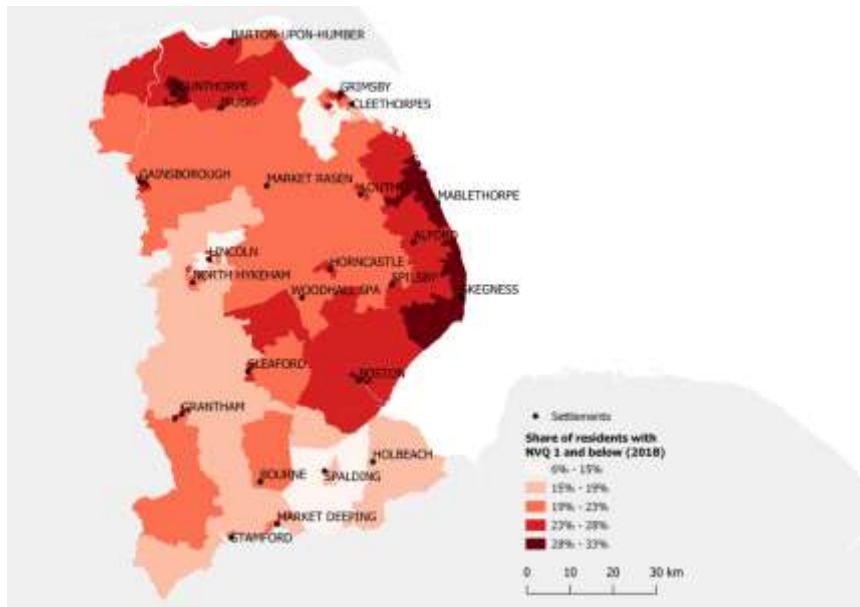 BARTON-UPON-HUMBER
SCUNTHORPE
GRIMSBY
BRIGG
CLEETHORPES
GAINSBOROUGH
MARKET RASEN
LOUTH
MABLETHORPE
ALFORD
LINCOLN
HORNCASTLE
NORTH HYKEHAM
SPILSBY
WOODHALL SPA
SKEGNESS
SLEAFORD
BOSTON
GRANTHAM
HOLBEACH
BOURNE
SPALDING
MARKET DEEPING
STAMFORD
Settlements
Share of residents with
NVQ 1 and below (2018)
6% - 15%
15% - 19%
19% - 23%
23% - 28%
28% - 33%
0 10 20 30 km